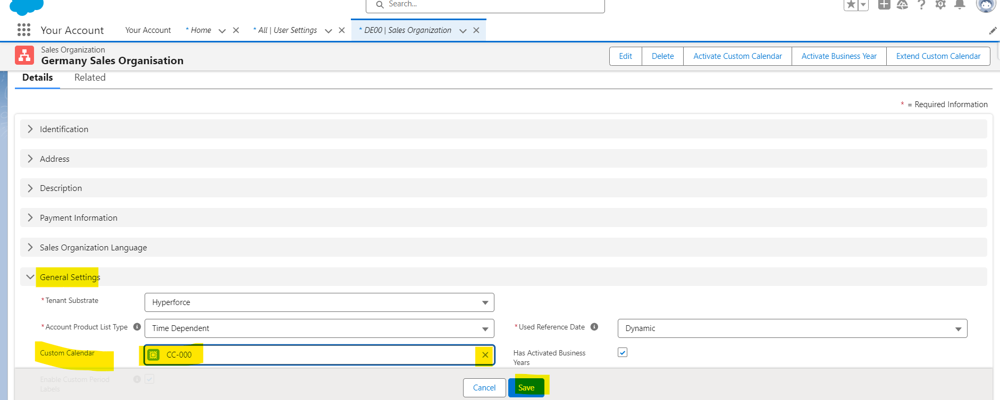 Search...
Your Account
Your Account
* Home
* All | User Settings
* DE00 | Sales Organization
Sales Organization
Germany Sales Organisation
Edit
Delete
Activate Custom Calendar
Activate Business Year
Extend Custom Calendar
Details
Related
* = Required Information
Identification
Address
Description
Payment Information
Sales Organization Language
General Settings
* Tenant Substrate
Hyperforce
* Account Product List Type
Time Dependent
* Used Reference Date
Dynamic
Custom Calendar
CC-000
Has Activated Business
Years
Enable Custom Period
Labels
Cancel
Save